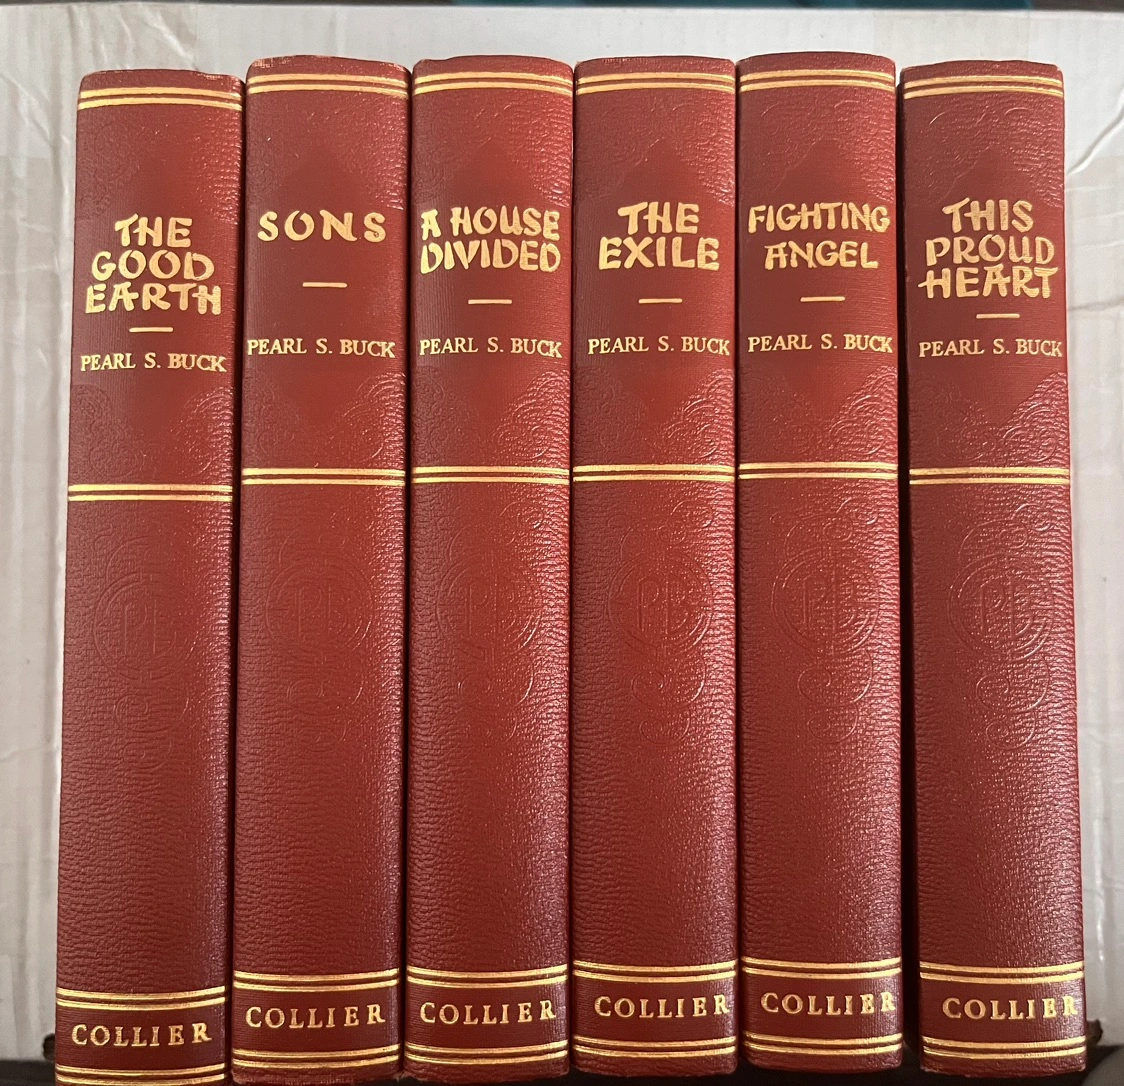 THE
GOOD
EARTH
PEARL S. BUCK
COLLIER
SONS
PEARL S. BUCK
COLLIER
A HOUSE
DIVIDED
PEARL S. BUCK
COLLIER
THE
EXILE
PEARL S. BUCK
COLLIER
FIGHTING
ANGEL
PEARL S. BUCK
COLLIER
THIS
PROUD
HEART
PEARL S. BUCK
COLLIER